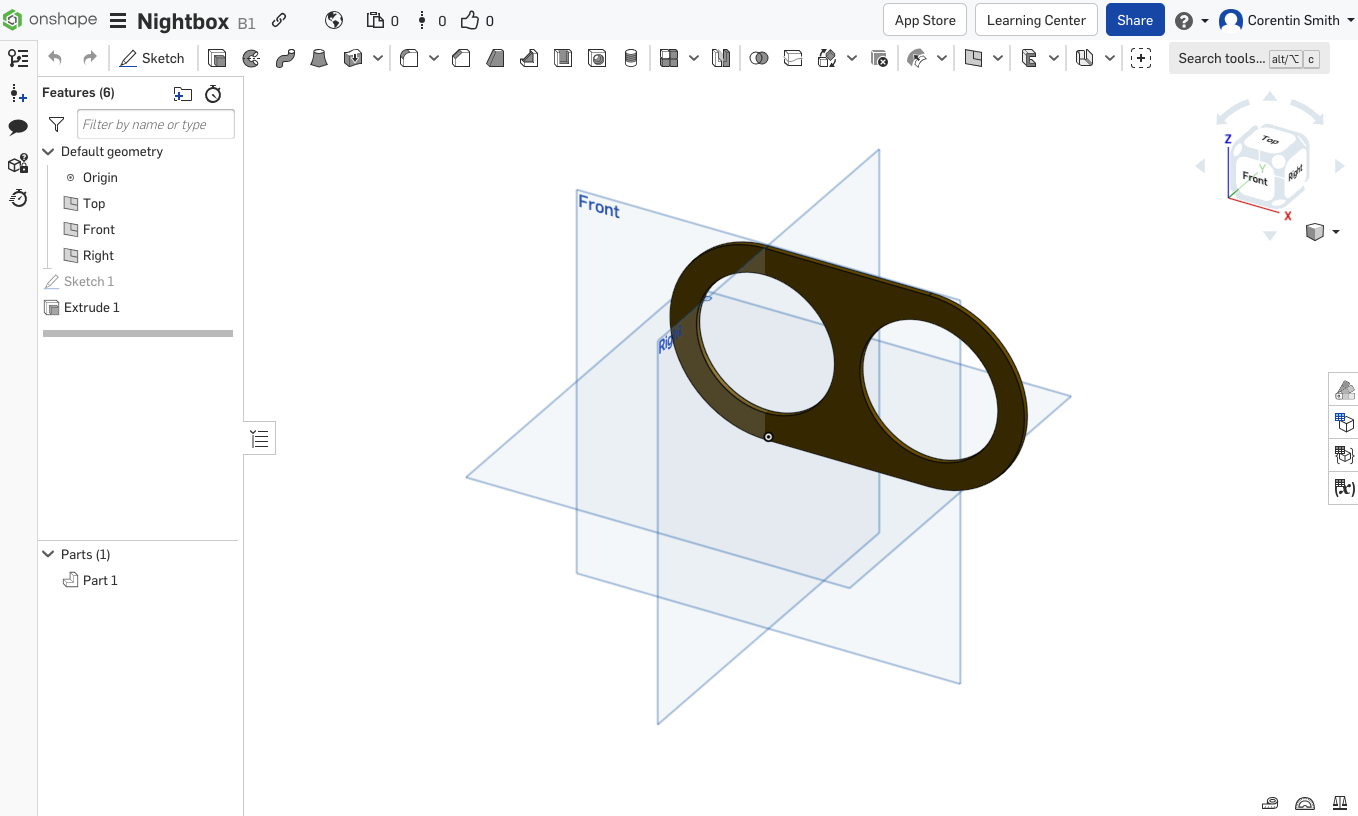 onshape Nightbox B1 0 0 0 App Store Learning Center Share Corentin Smith
Sketch Search tools... alt/⌥ c
Features (6)
Filter by name or type
Default geometry
Origin
Top
Front
Right
Sketch 1
Extrude 1
Parts (1)
Part 1
Front
Right
Top
Z
Y
Front
Right
X
(x)